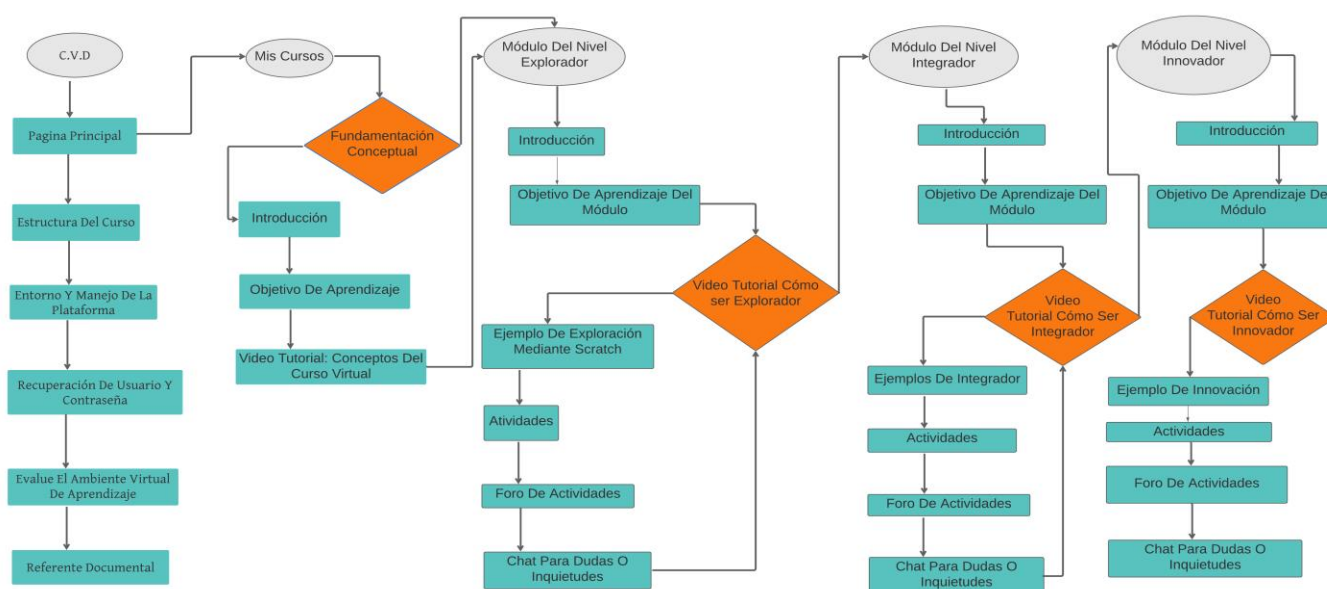 C.V.D
Pagina Principal
Estructura Del Curso
Entorno Y Manejo De La
Plataforma
Recuperación De Usuario Y
Contraseña
Evalue El Ambiente Virtual
De Aprendizaje
Referente Documental
Mis Cursos
Fundamentación
Conceptual
Introducción
Objetivo De Aprendizaje
Video Tutorial: Conceptos Del
Curso Virtual
Módulo Del Nivel
Explorador
Introducción
Objetivo De Aprendizaje Del
Módulo
Video Tutorial Cómo
ser Explorador
Ejemplo De Exploración
Mediante Scratch
Atividades
Foro De Actividades
Chat Para Dudas O
Inquietudes
Módulo Del Nivel
Integrador
Introducción
Objetivo De Aprendizaje Del
Módulo
Video
Tutorial Cómo Ser
Integrador
Ejemplos De Integrador
Actividades
Foro De Actividades
Chat Para Dudas O
Inquietudes
Módulo Del Nivel
Innovador
Introducción
Objetivo De Aprendizaje Del
Módulo
Video
Tutorial Cómo Ser
Innovador
Ejemplo De Innovación
Actividades
Foro De Actividades
Chat Para Dudas O
Inquietudes